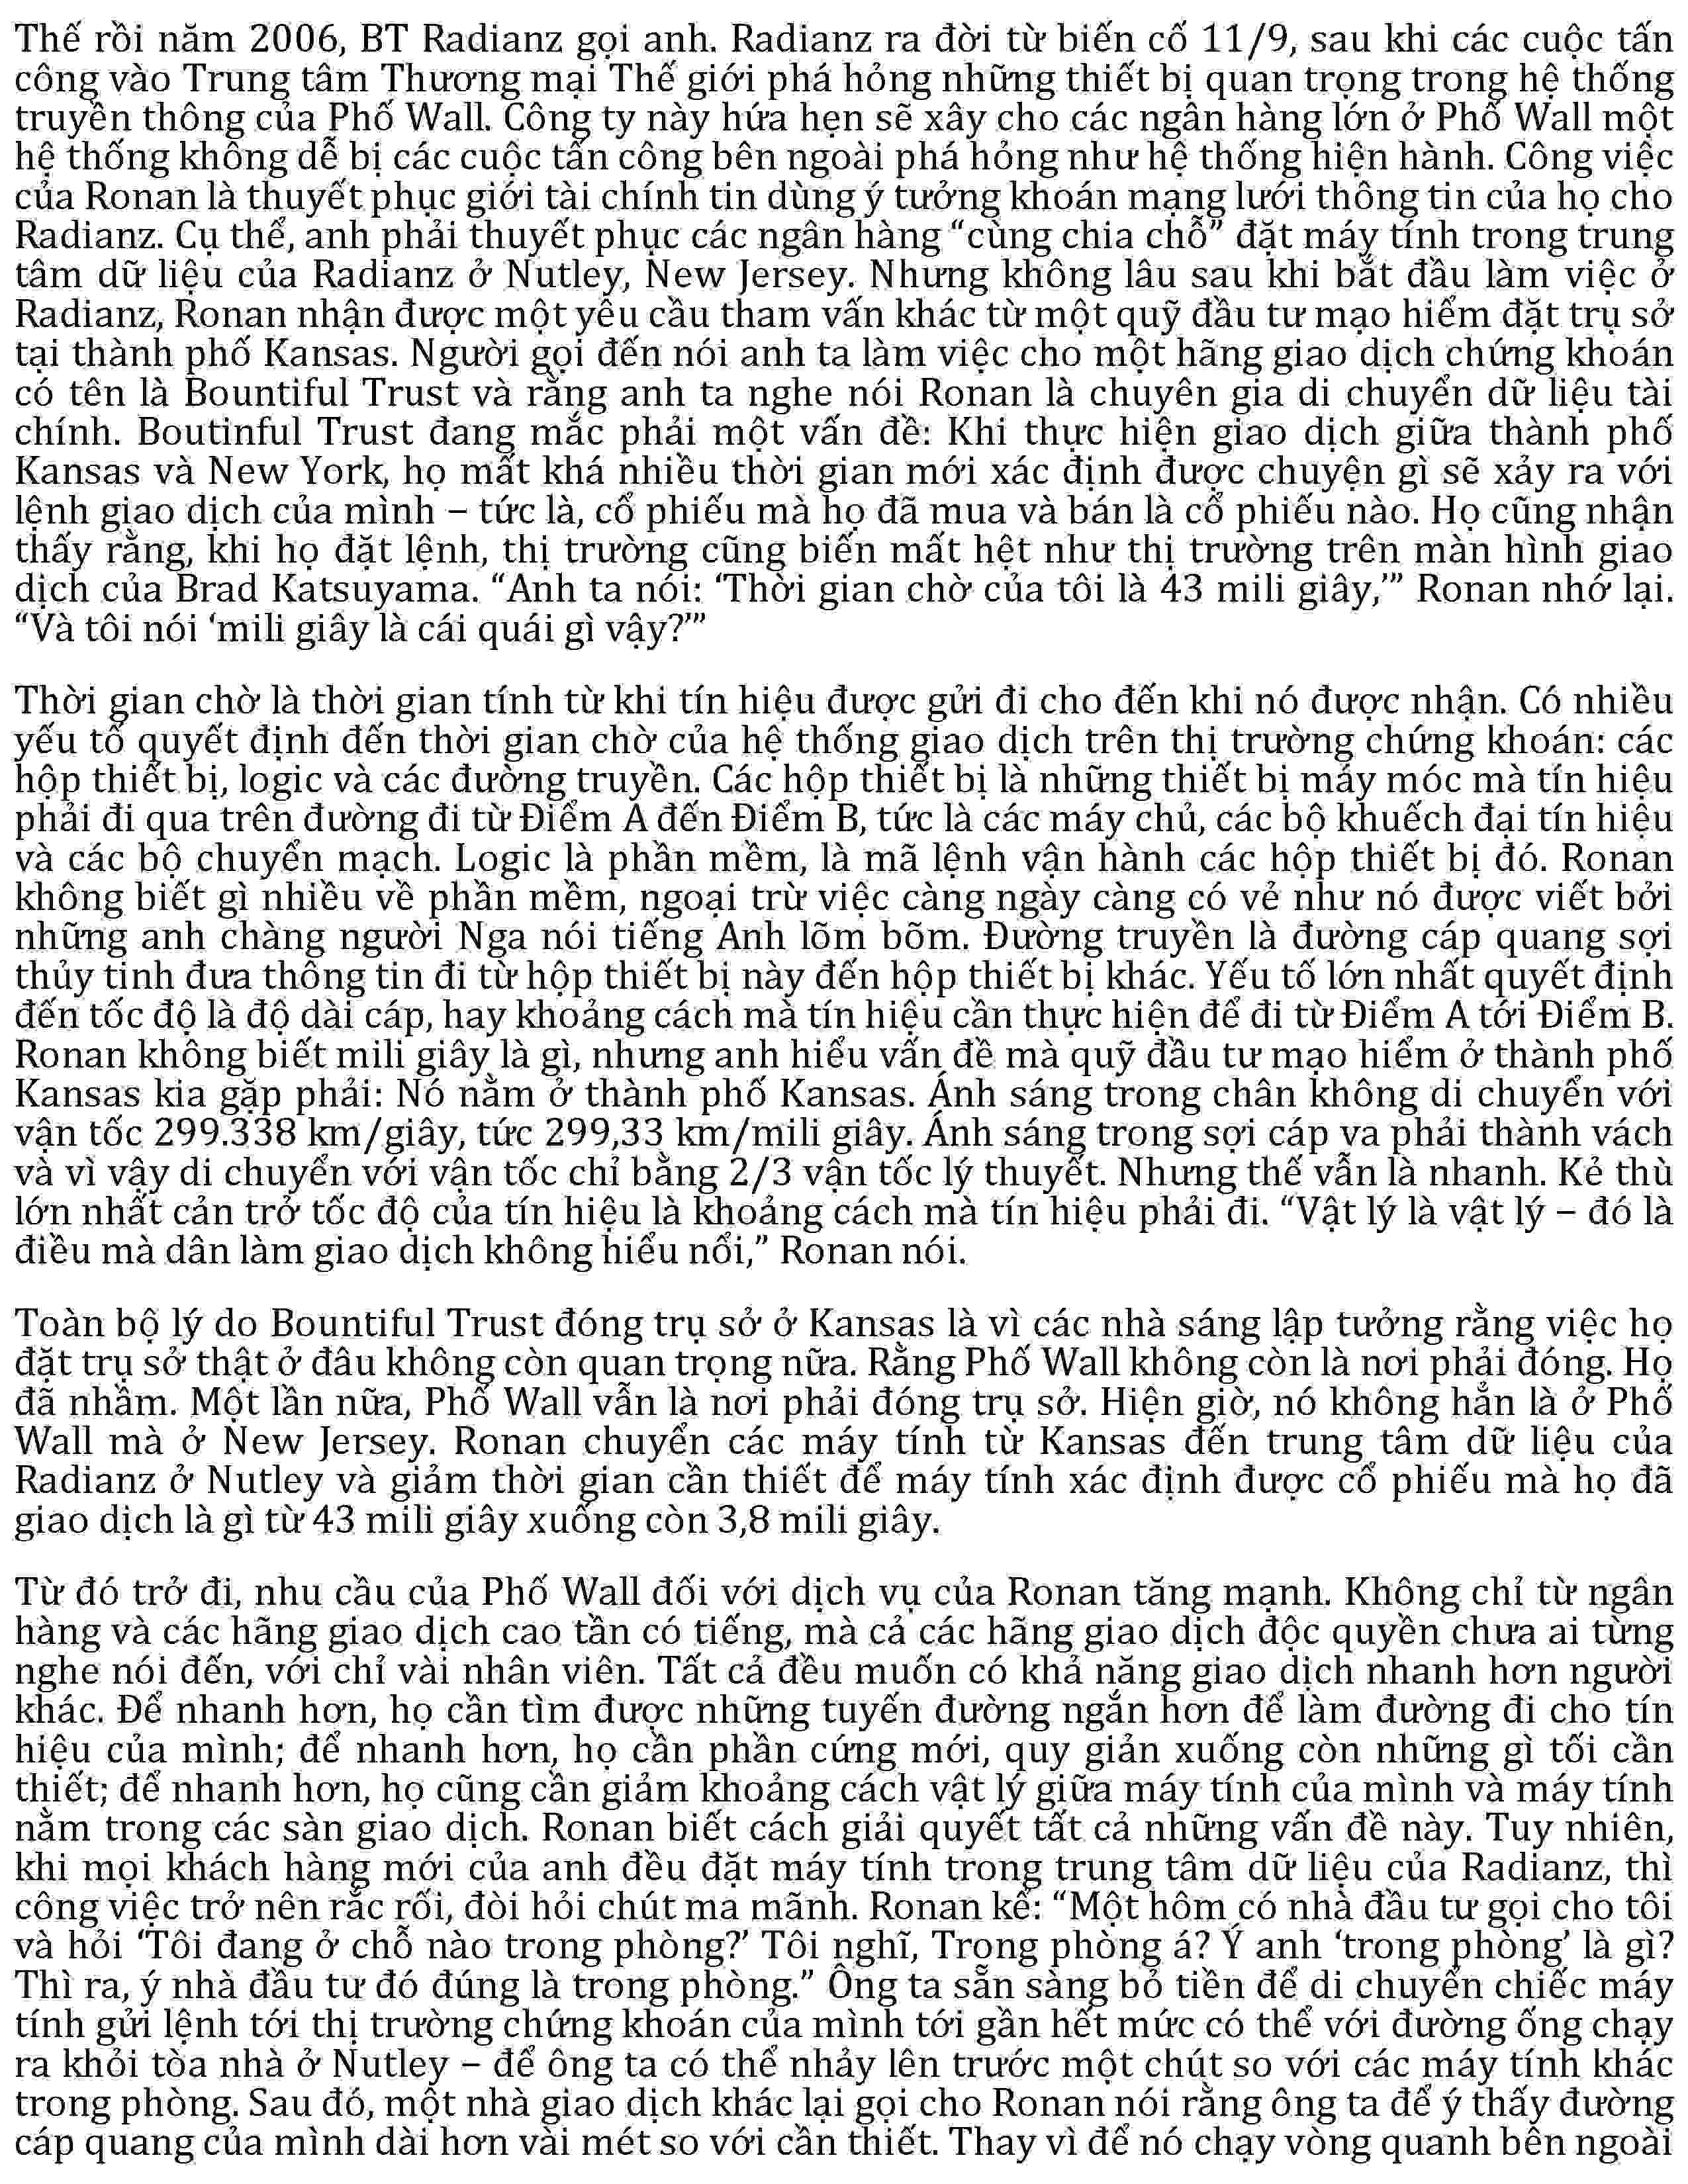 Thế rồi năm 2006, BT Radianz gọi anh. Radianz ra đời từ biến cố 11/9, sau khi các cuộc tấn
công vào Trung tâm Thương mại Thế giới phá hỏng những thiết bị quan trọng trong hệ thống
truyền thông của Phố Wall. Công ty này hứa hẹn sẽ xây cho các ngân hàng lớn ở Phố Wall một
hệ thống không dễ bị các cuộc tấn công bên ngoài phá hỏng như hệ thống hiện hành. Công việc
của Ronan là thuyết phục giới tài chính tin dùng ý tưởng khoán mạng lưới thông tin của họ cho
Radianz. Cụ thể, anh phải thuyết phục các ngân hàng “cùng chia chỗ” đặt máy tính trong trung
tâm dữ liệu của Radianz ở Nutley, New Jersey. Nhưng không lâu sau khi bắt đầu làm việc ở
Radianz, Ronan nhận được một yêu cầu tham vấn khác từ một quỹ đầu tư mạo hiểm đặt trụ sở
tại thành phố Kansas. Người gọi đến nói anh ta làm việc cho một hãng giao dịch chứng khoán
có tên là Bountiful Trust và rằng anh ta nghe nói Ronan là chuyên gia di chuyển dữ liệu tài
chính. Boutinful Trust đang mắc phải một vấn đề: Khi thực hiện giao dịch giữa thành phố
Kansas và New York, họ mất khá nhiều thời gian mới xác định được chuyện gì sẽ xảy ra với
lệnh giao dịch của mình – tức là, cổ phiếu mà họ đã mua và bán là cổ phiếu nào. Họ cũng nhận
thấy rằng, khi họ đặt lệnh, thị trường cũng biến mất hệt như thị trường trên màn hình giao
dịch của Brad Katsuyama. “Anh ta nói: ‘Thời gian chờ của tôi là 43 mili giây,’” Ronan nhớ lại.
“Và tôi nói ‘mili giây là cái quái gì vậy?’”
Thời gian chờ là thời gian tính từ khi tín hiệu được gửi đi cho đến khi nó được nhận. Có nhiều
yếu tố quyết định đến thời gian chờ của hệ thống giao dịch trên thị trường chứng khoán: các
hộp thiết bị, logic và các đường truyền. Các hộp thiết bị là những thiết bị máy móc mà tín hiệu
phải đi qua trên đường đi từ Điểm A đến Điểm B, tức là các máy chủ, các bộ khuếch đại tín hiệu
và các bộ chuyển mạch. Logic là phần mềm, là mã lệnh vận hành các hộp thiết bị đó. Ronan
không biết gì nhiều về phần mềm, ngoại trừ việc càng ngày càng có vẻ như nó được viết bởi
những anh chàng người Nga nói tiếng Anh lõm bõm. Đường truyền là đường cáp quang sợi
thủy tinh đưa thông tin đi từ hộp thiết bị này đến hộp thiết bị khác. Yếu tố lớn nhất quyết định
đến tốc độ là độ dài cáp, hay khoảng cách mà tín hiệu cần thực hiện để đi từ Điểm A tới Điểm B.
Ronan không biết mili giây là gì, nhưng anh hiểu vấn đề mà quỹ đầu tư mạo hiểm ở thành phố
Kansas kia gặp phải: Nó nằm ở thành phố Kansas. Ánh sáng trong chân không di chuyển với
vận tốc 299.338 km/giây, tức 299,33 km/mili giây. Ánh sáng trong sợi cáp va phải thành vách
và vì vậy di chuyển với vận tốc chỉ bằng 2/3 vận tốc lý thuyết. Nhưng thế vẫn là nhanh. Kẻ thù
lớn nhất cản trở tốc độ của tín hiệu là khoảng cách mà tín hiệu phải đi. “Vật lý là vật lý – đó là
điều mà dân làm giao dịch không hiểu nổi,” Ronan nói.
Toàn bộ lý do Bountiful Trust đóng trụ sở ở Kansas là vì các nhà sáng lập tưởng rằng việc họ
đặt trụ sở thật ở đâu không còn quan trọng nữa. Rằng Phố Wall không còn là nơi phải đóng. Họ
đã nhầm. Một lần nữa, Phố Wall vẫn là nơi phải đóng trụ sở. Hiện giờ, nó không hẳn là ở Phố
Wall mà ở New Jersey. Ronan chuyển các máy tính từ Kansas đến trung tâm dữ liệu của
Radianz ở Nutley và giảm thời gian cần thiết để máy tính xác định được cổ phiếu mà họ đã
giao dịch là gì từ 43 mili giây xuống còn 3,8 mili giây.
Từ đó trở đi, nhu cầu của Phố Wall đối với dịch vụ của Ronan tăng mạnh. Không chỉ từ ngân
hàng và các hãng giao dịch cao tần có tiếng, mà cả các hãng giao dịch độc quyền chưa ai từng
nghe nói đến, với chỉ vài nhân viên. Tất cả đều muốn có khả năng giao dịch nhanh hơn người
khác. Để nhanh hơn, họ cần tìm được những tuyến đường ngắn hơn để làm đường đi cho tín
hiệu của mình; để nhanh hơn, họ cần phần cứng mới, quy giản xuống còn những gì tối cần
thiết; để nhanh hơn, họ cũng cần giảm khoảng cách vật lý giữa máy tính của mình và máy tính
nằm trong các sàn giao dịch. Ronan biết cách giải quyết tất cả những vấn đề này. Tuy nhiên,
khi mọi khách hàng mới của anh đều đặt máy tính trong trung tâm dữ liệu của Radianz, thì
công việc trở nên rắc rối, đòi hỏi chút ma mãnh. Ronan kể: “Một hôm có nhà đầu tư gọi cho tôi
và hỏi ‘Tôi đang ở chỗ nào trong phòng?’ Tôi nghĩ, Trong phòng á? Ý anh ‘trong phòng’ là gì?
Thì ra, ý nhà đầu tư đó đúng là trong phòng.” Ông ta sẵn sàng bỏ tiền để di chuyển chiếc máy
tính gửi lệnh tới thị trường chứng khoán của mình tới gần hết mức có thể với đường ống chạy
ra khỏi tòa nhà ở Nutley – để ông ta có thể nhảy lên trước một chút so với các máy tính khác
trong phòng. Sau đó, một nhà giao dịch khác lại gọi cho Ronan nói rằng ông ta để ý thấy đường
cáp quang của mình dài hơn vài mét so với cần thiết. Thay vì để nó chạy vòng quanh bên ngoài